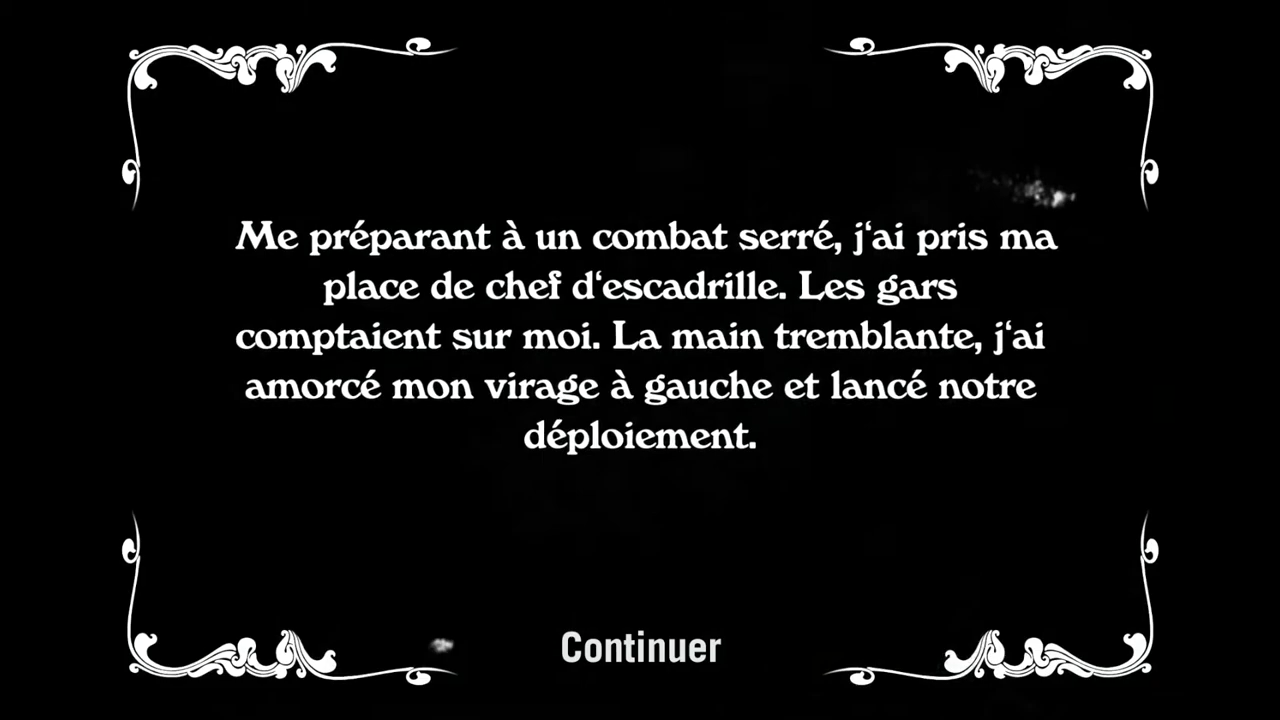 Me préparant à un combat serré, j‘ai pris ma
place de chef d‘escadrille. Les gars
comptaient sur moi. La main tremblante, j‘ai
amorcé mon virage à gauche et lancé notre
déploiement.
Continuer